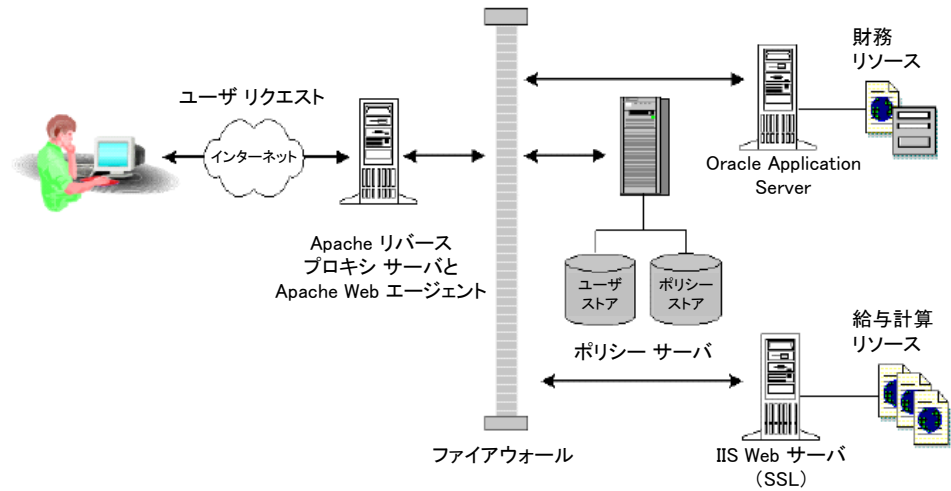 ユーザ リクエスト
インターネット
Apache リバース
プロキシ サーバと
Apache Web エージェント
ファイアウォール
ユーザ
ストア
ポリシー
ストア
ポリシー サーバ
財務
リソース
Oracle Application
Server
給与計算
リソース
IIS Web サーバ
(SSL)